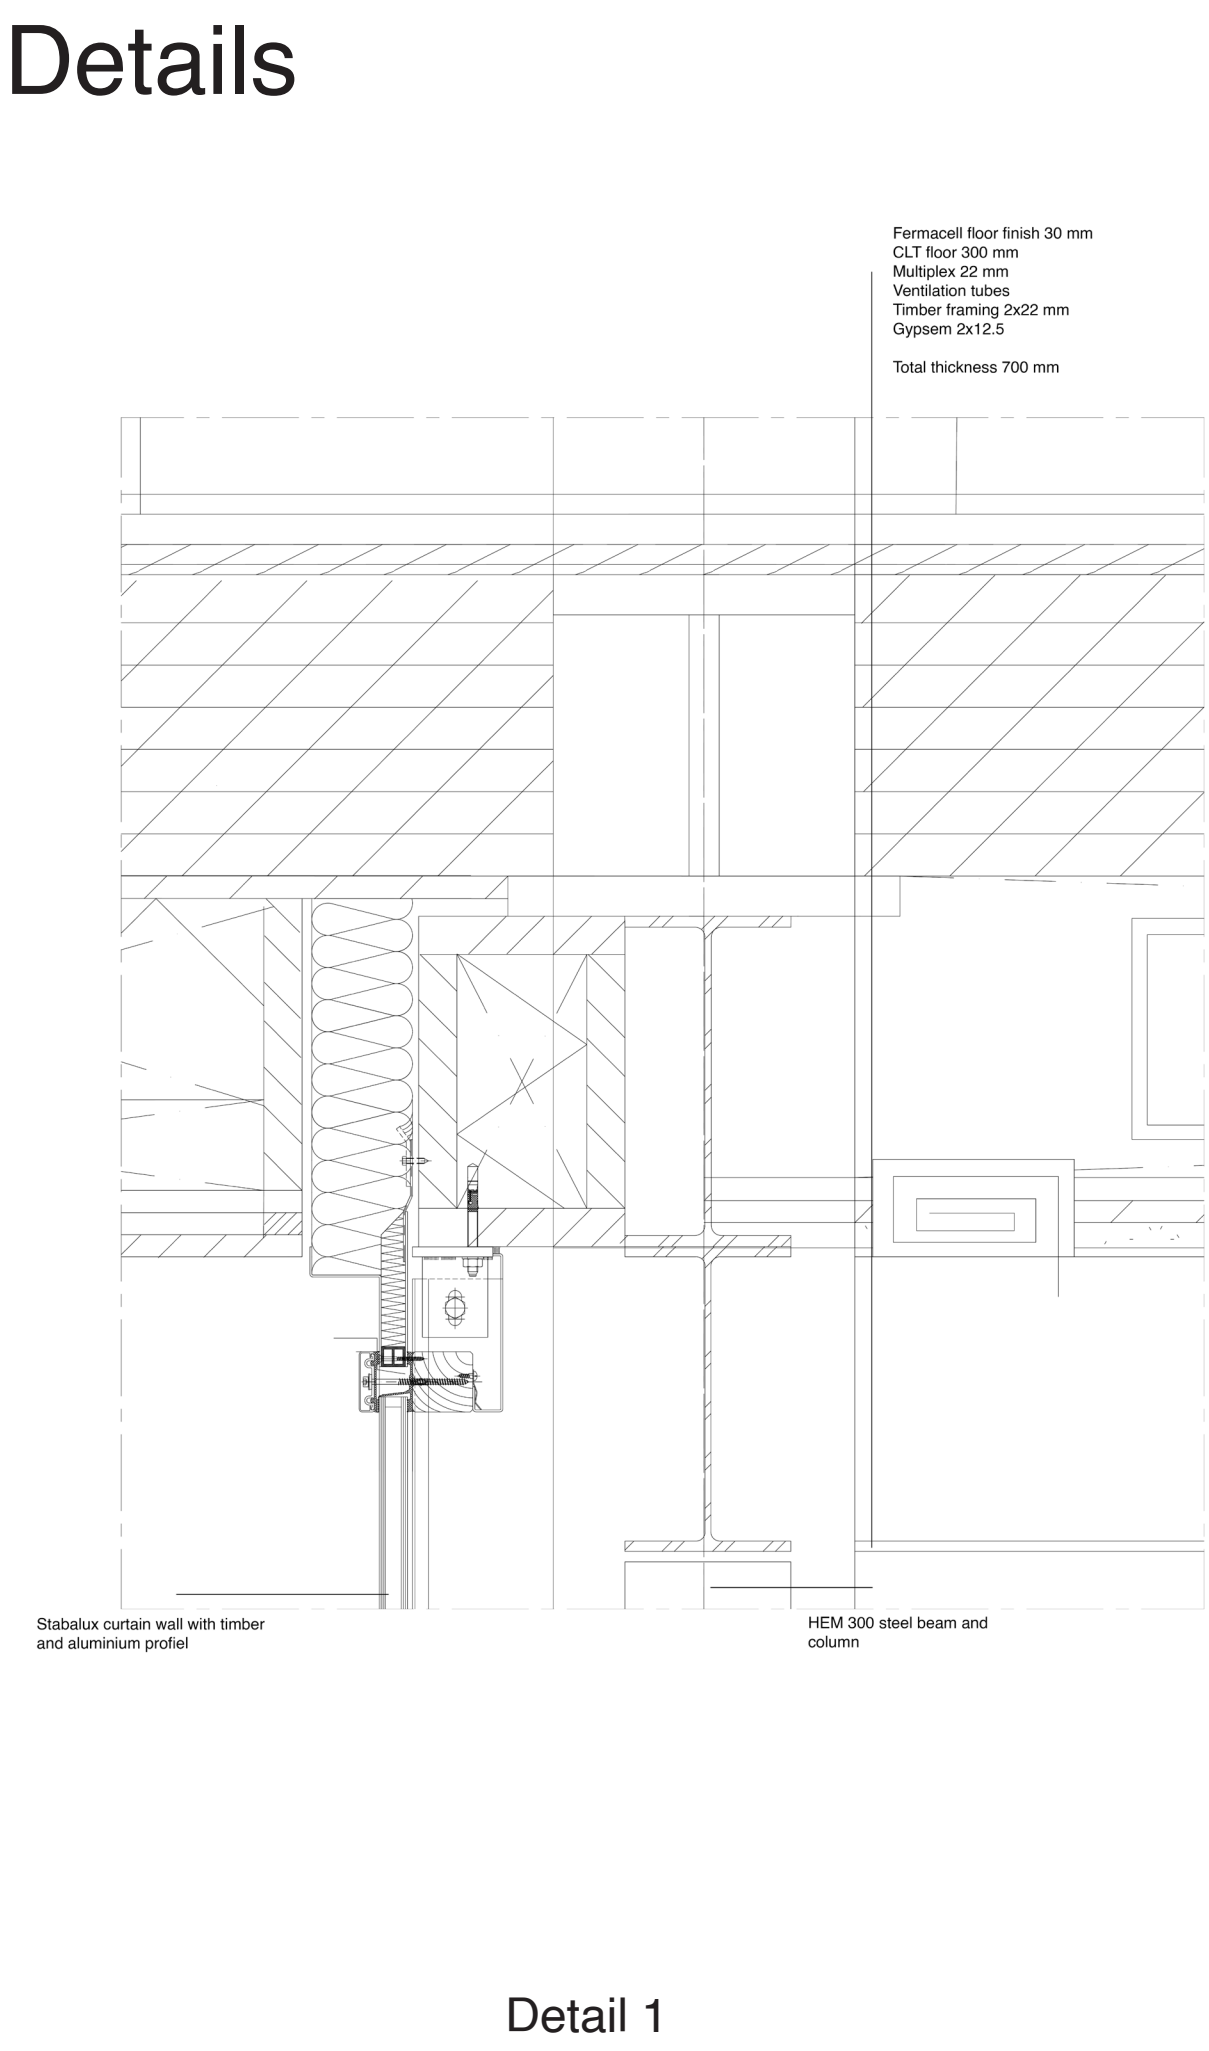 Details
Fermacell floor finish 30 mm
CLT floor 300 mm
Multiplex 22 mm
Ventilation tubes
Timber framing 2x22 mm
Gypsem 2x12.5
Total thickness 700 mm
Stabalux curtain wall with timber
and aluminium profiel
HEM 300 steel beam and
column
Detail 1